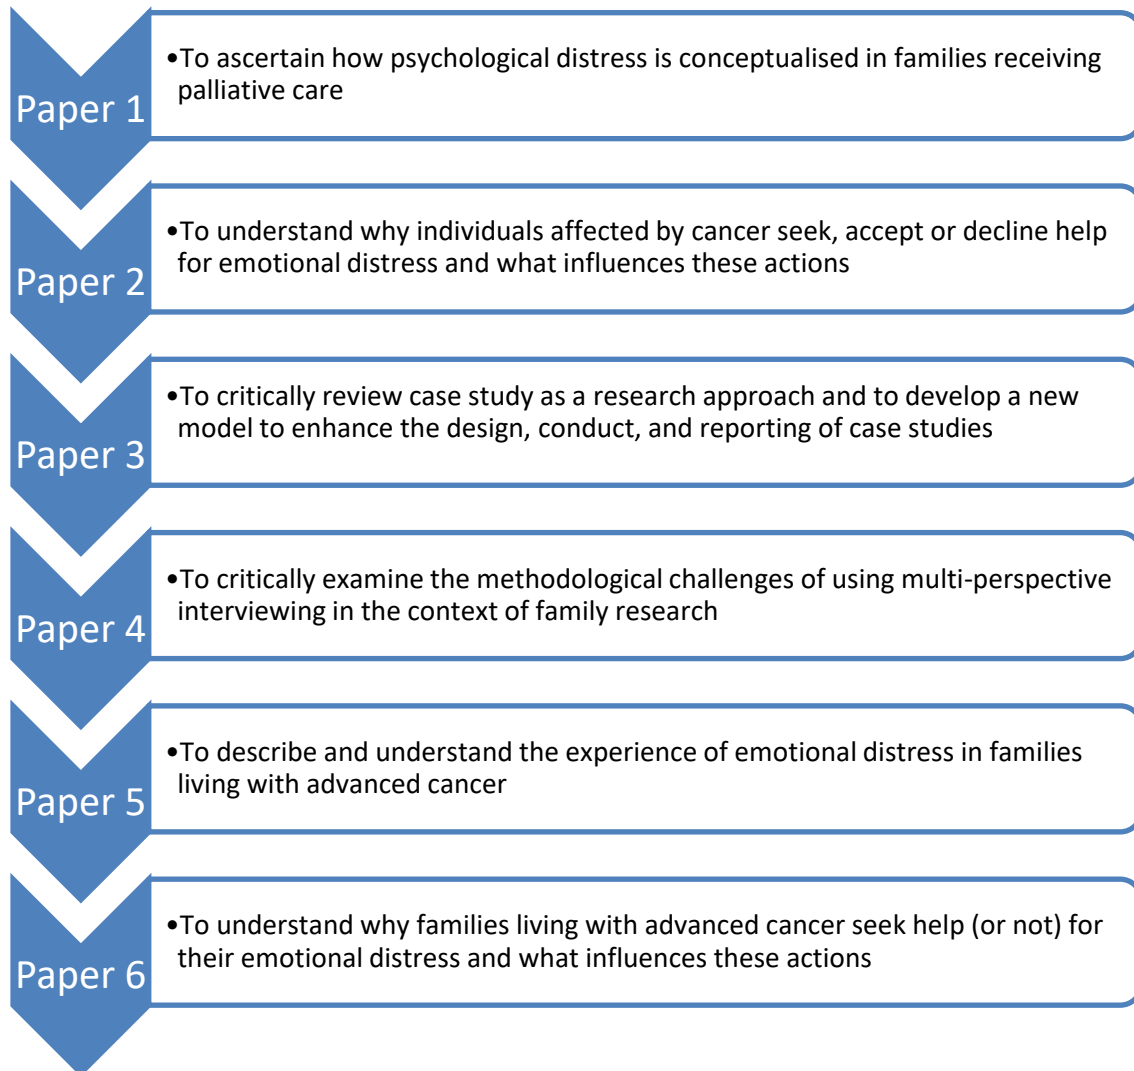 Paper 1
•To ascertain how psychological distress is conceptualised in families receiving
palliative care
Paper 2
•To understand why individuals affected by cancer seek, accept or decline help
for emotional distress and what influences these actions
Paper 3
•To critically review case study as a research approach and to develop a new
model to enhance the design, conduct, and reporting of case studies
Paper 4
•To critically examine the methodological challenges of using multi-perspective
interviewing in the context of family research
Paper 5
•To describe and understand the experience of emotional distress in families
living with advanced cancer
Paper 6
•To understand why families living with advanced cancer seek help (or not) for
their emotional distress and what influences these actions